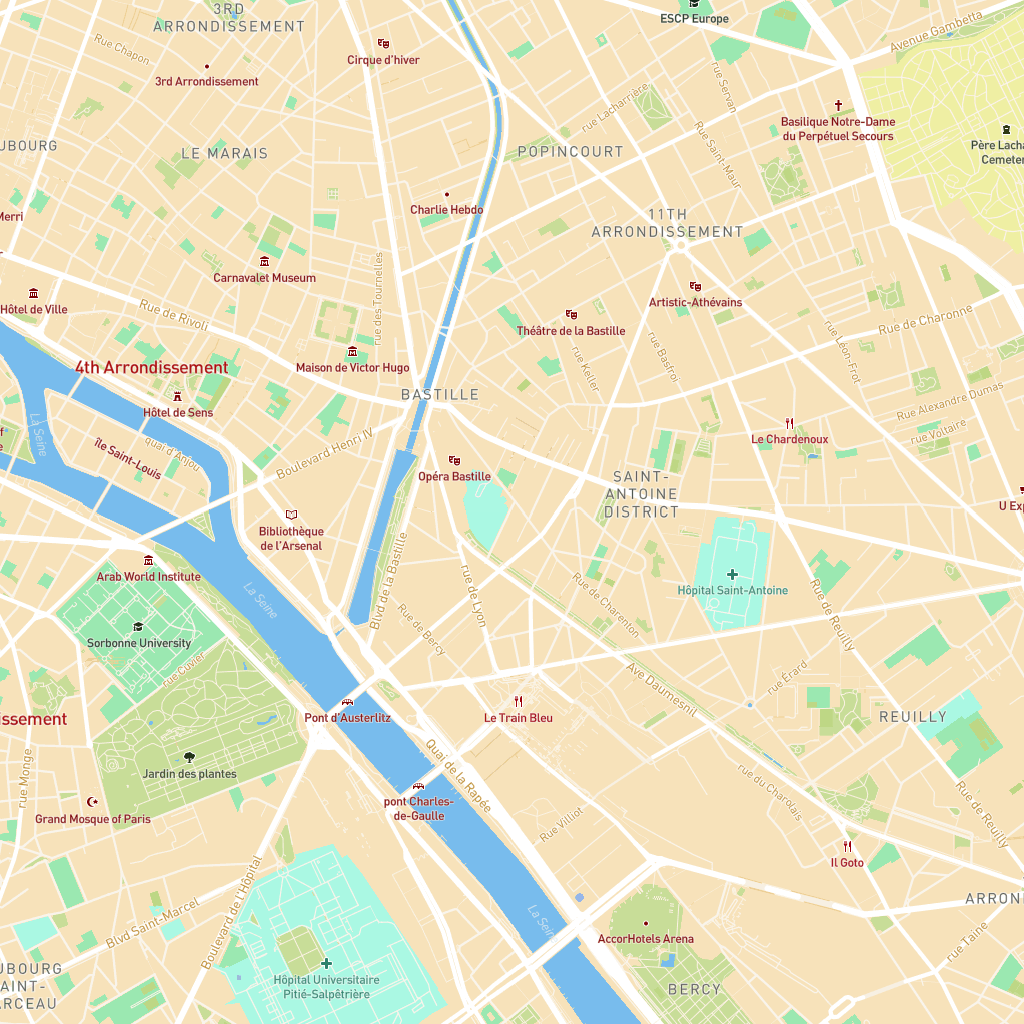 3RD
ARRONDISSEMENT
ESCP Europe
Avenue Gambetta
Rue Chapon
Cirque d'hiver
3rd Arrondissement
rue Servan
rue Lacharrière
Basilique Notre-Dame
du Perpétuel Secours
Père Lacha
Cemeter
UBOURG
LE MARAIS
POPINCOURT
Rue Saint-Maur
Charlie Hebdo
Merri
11TH
ARRONDISSEMENT
Carnavalet Museum
rue des Tournelles
Hôtel de Ville
Rue de Rivoli
Artistic-Athévains
Théâtre de la Bastille
Rue de Charonne
rue Léon-Frot
rue Basfroi
rue Keller
4th Arrondissement
Maison de Victor Hugo
BASTILLE
Hôtel de Sens
Rue Alexandre Dumas
rue Voltaire
Le Chardenoux
La Seine
quai d'Anjou
île Saint-Louis
Boulevard Henri IV
Opéra Bastille
SAINT-
ANTOINE
DISTRICT
U Exp
Bibliothèque
de l'Arsenal
Arab World Institute
La Seine
Blvd de la Bastille
rue de Lyon
Rue de Charenton
Hôpital Saint-Antoine
Rue de Reuilly
Sorbonne University
Rue de Bercy
rue Cuvier
rue Érard
Ave Daumesnil
issement
Pont d'Austerlitz
Le Train Bleu
REUILLY
Jardin des plantes
rue Monge
Quai de la Rapée
rue du Charolais
Rue de Reuilly
Grand Mosque of Paris
pont Charles-
de-Gaulle
Rue Villiot
Il Goto
Boulevard de l'Hôpital
Blvd Saint-Marcel
La Seine
ARRON
AccorHotels Arena
rue Taine
UBOURG
AINT-
ARCEAU
Hôpital Universitaire
Pitié-Salpêtrière
BERCY